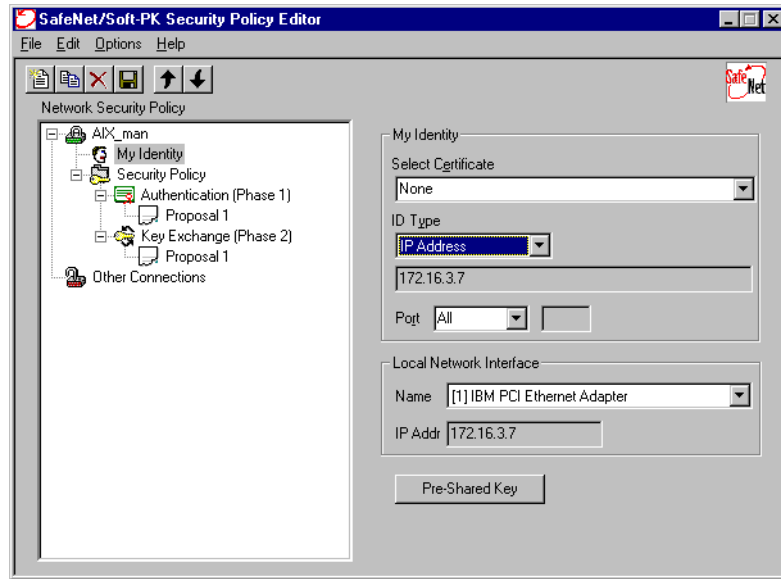 SafeNet/Soft-PK Security Policy Editor
File Edit Options Help
Safe Net
Network Security Policy
AIX_man
My Identity
Security Policy
Authentication (Phase 1)
Proposal 1
Key Exchange (Phase 2)
Proposal 1
Other Connections
My Identity
Select Certificate
None
ID Type
IP Address
172.16.3.7
Port All
Local Network Interface
Name [1] IBM PCI Ethernet Adapter
IP Addr 172.16.3.7
Pre-Shared Key